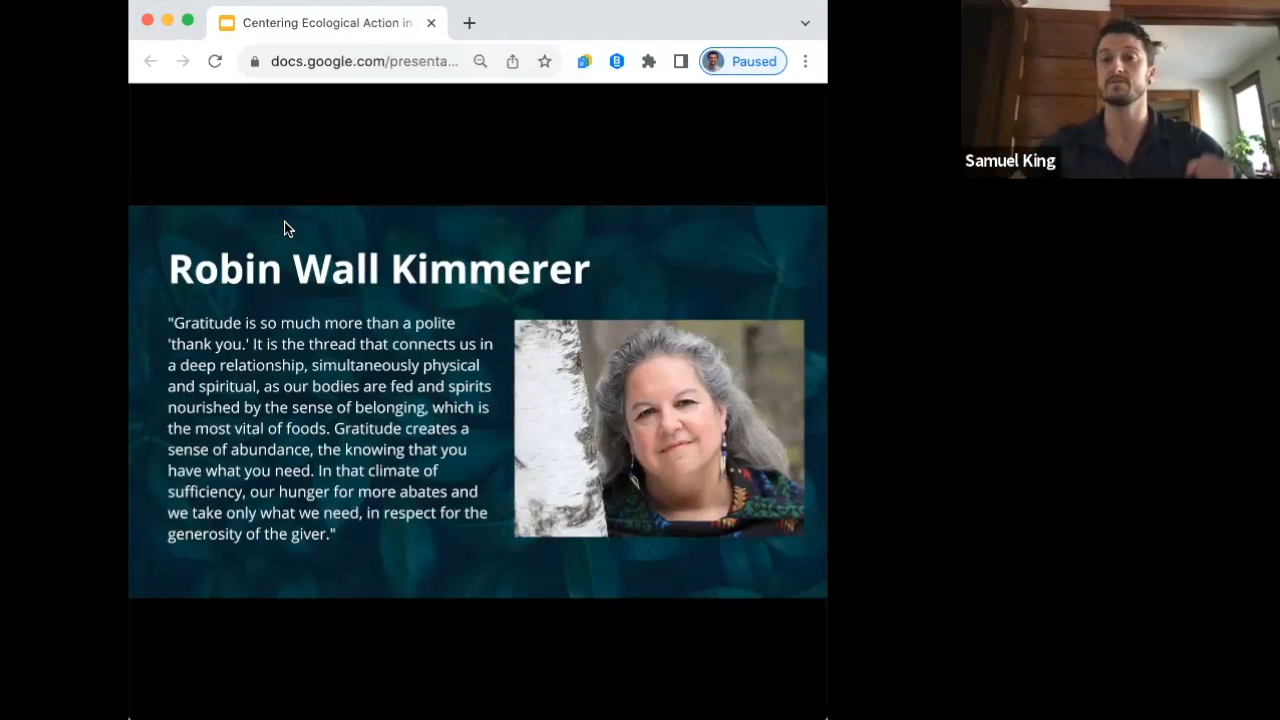 Centering Ecological Action in
docs.google.com/presenta...
Paused
Samuel King
Robin Wall Kimmerer
"Gratitude is so much more than a polite
'thank you.' It is the thread that connects us in
a deep relationship, simultaneously physical
and spiritual, as our bodies are fed and spirits
nourished by the sense of belonging, which is
the most vital of foods. Gratitude creates a
sense of abundance, the knowing that you
have what you need. In that climate of
sufficiency, our hunger for more abates and
we take only what we need, in respect for the
generosity of the giver."